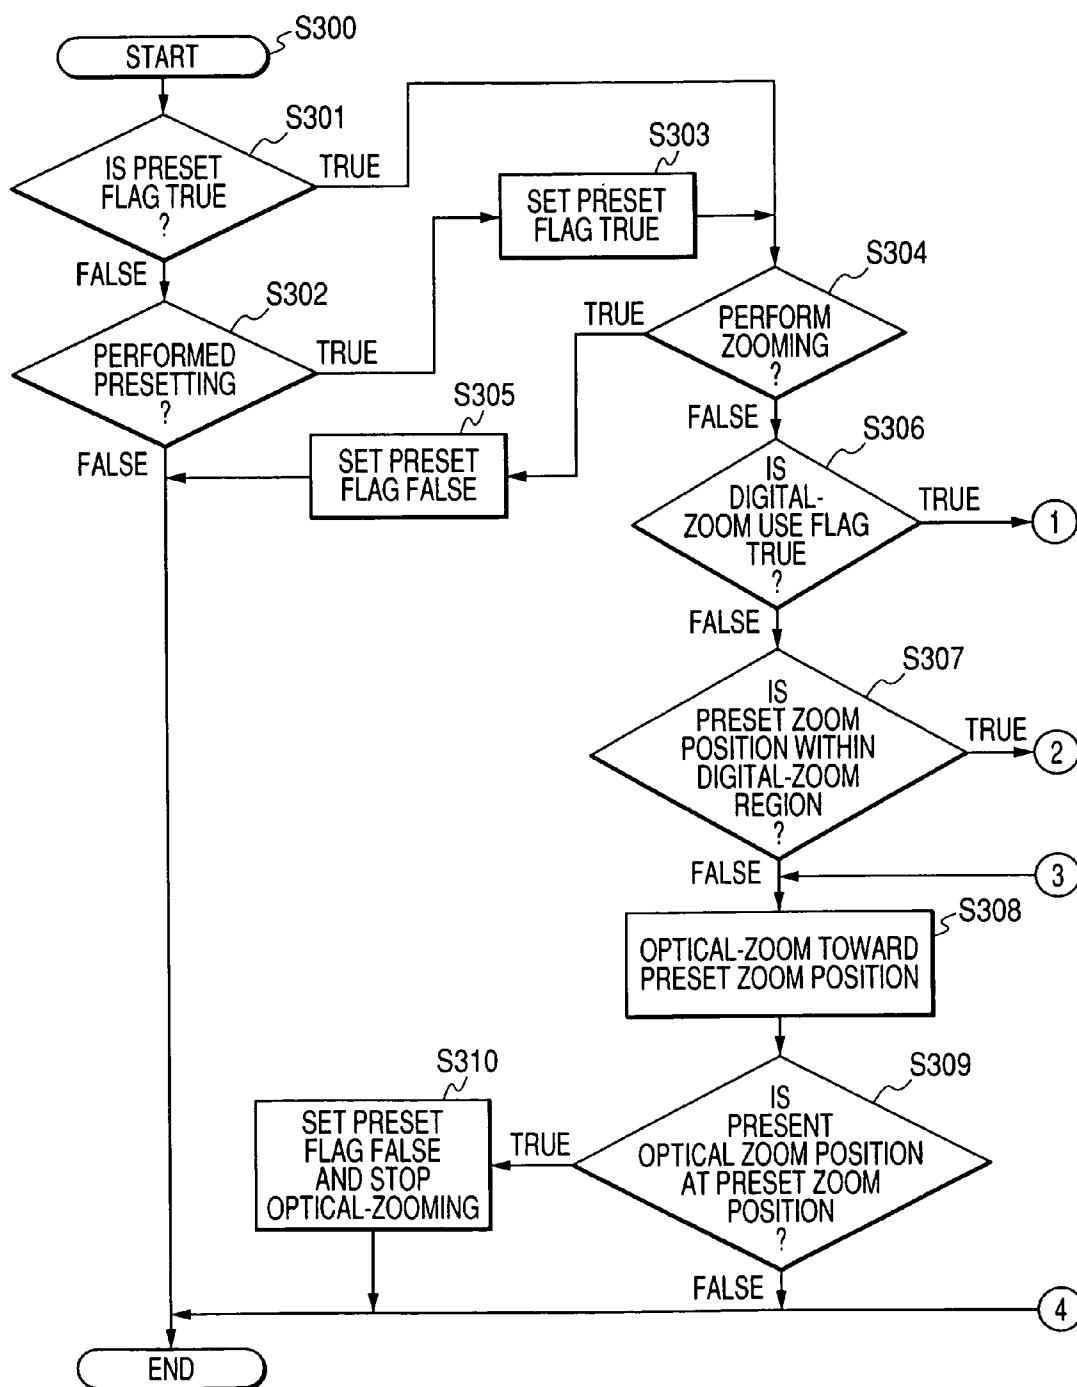 START
S300
IS PRESET
FLAG TRUE
?
S301
TRUE
FALSE
PERFORMED
PRESETTING
?
S302
TRUE
FALSE
SET PRESET
FLAG TRUE
S303
PERFORM
ZOOMING
?
S304
TRUE
FALSE
SET PRESET
FLAG FALSE
S305
IS
DIGITAL-
ZOOM USE FLAG
TRUE
?
S306
TRUE
1
FALSE
IS
PRESET ZOOM
POSITION WITHIN
DIGITAL-ZOOM
REGION
?
S307
TRUE
2
FALSE
3
OPTICAL-ZOOM TOWARD
PRESET ZOOM POSITION
S308
IS
PRESENT
OPTICAL ZOOM POSITION
AT PRESET ZOOM
POSITION
?
S309
TRUE
FALSE
SET PRESET
FLAG FALSE
AND STOP
OPTICAL-ZOOMING
S310
4
END